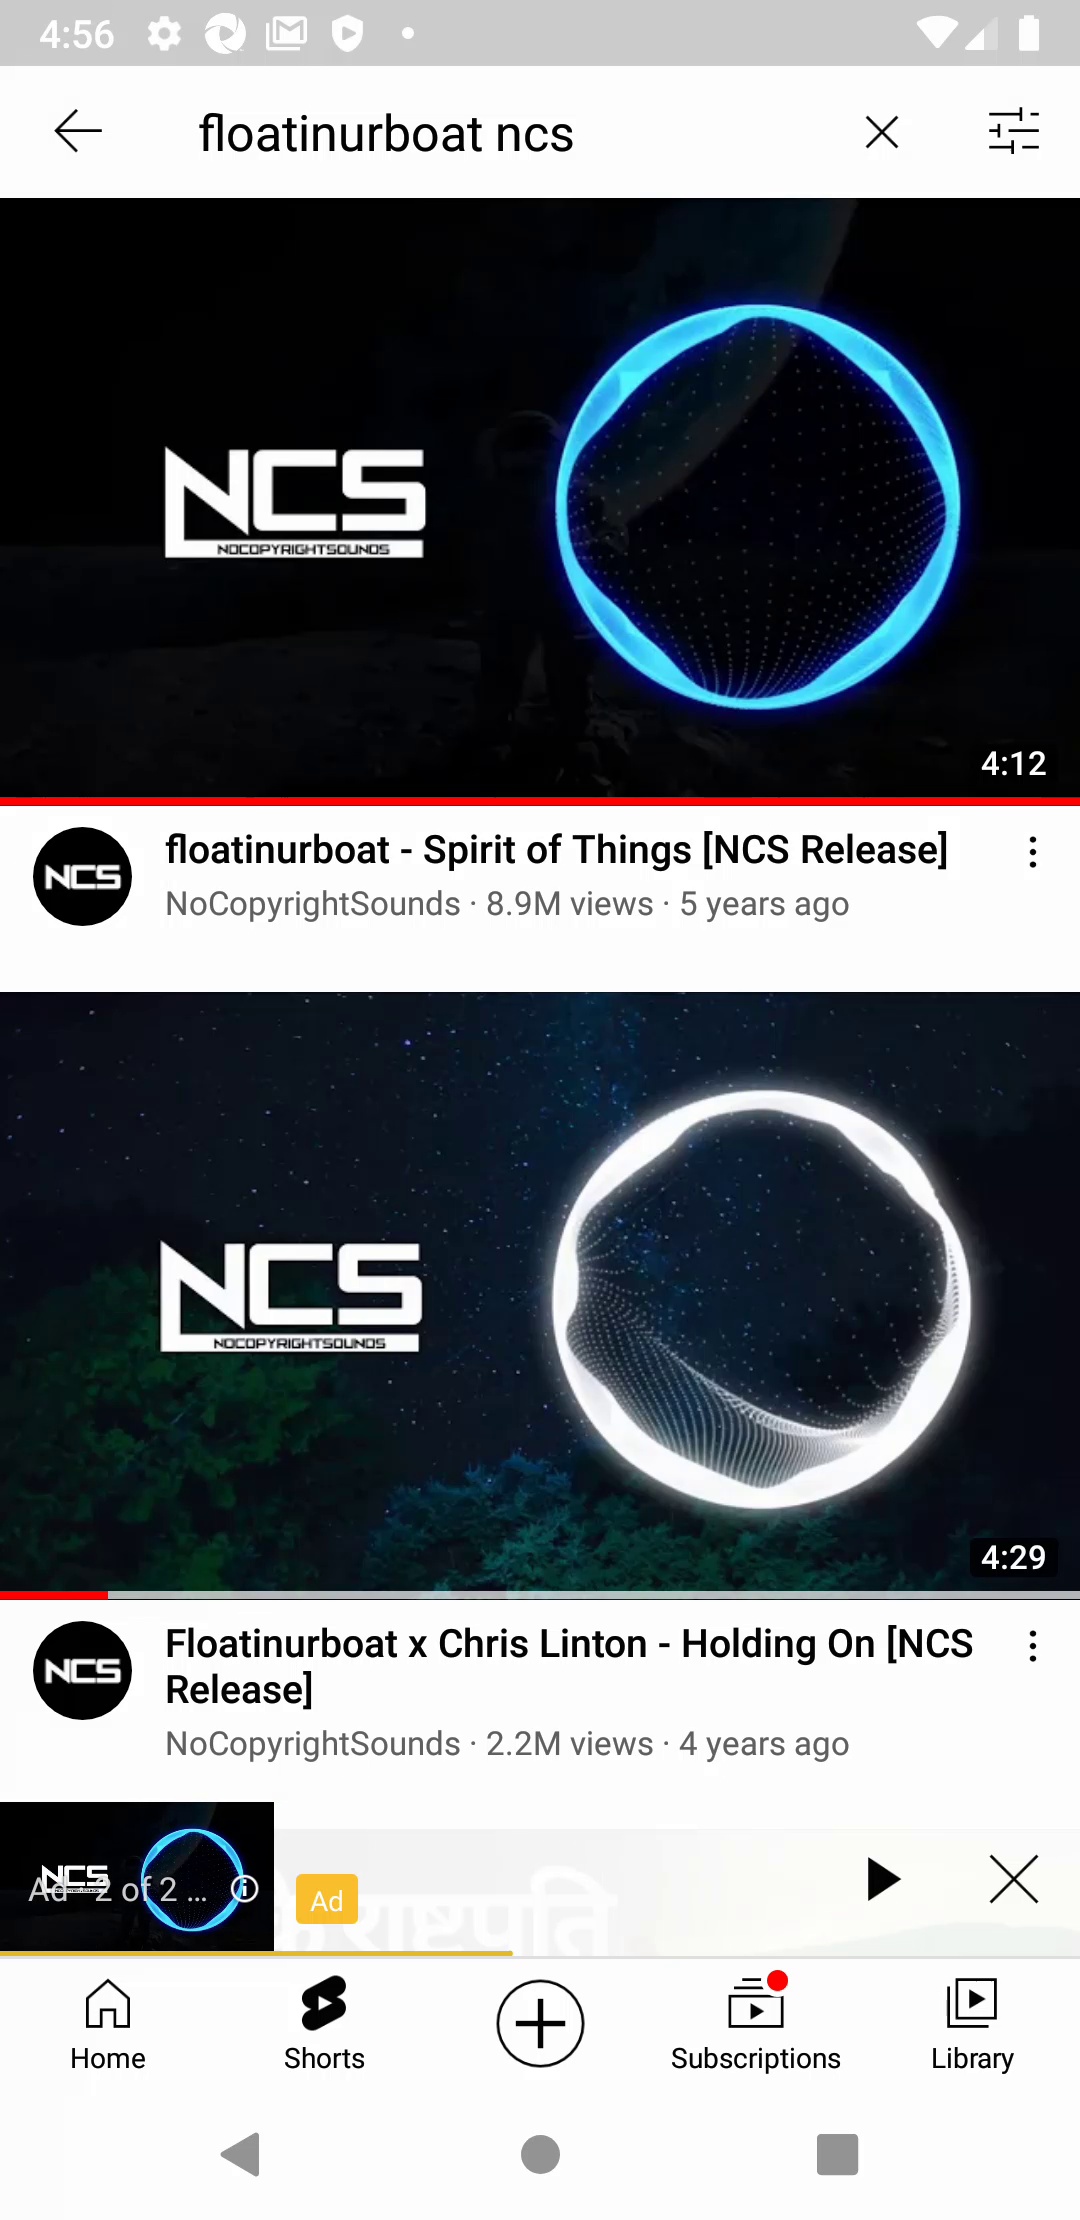 4:56
floatinurboat ncs
NCS
NOCOPYRIGHTSOUNDS
4:12
NCS
floatinurboat - Spirit of Things [NCS Release]
NoCopyrightSounds · 8.9M views · 5 years ago
NCS
NOCOPYRIGHTSOUNDS
4:29
NCS
Floatinurboat x Chris Linton - Holding On [NCS
Release]
NoCopyrightSounds · 2.2M views · 4 years ago
NCS
Ad · 2 of 2 ...
Ad
राष्ट्रपति
Home
Shorts
Subscriptions
Library